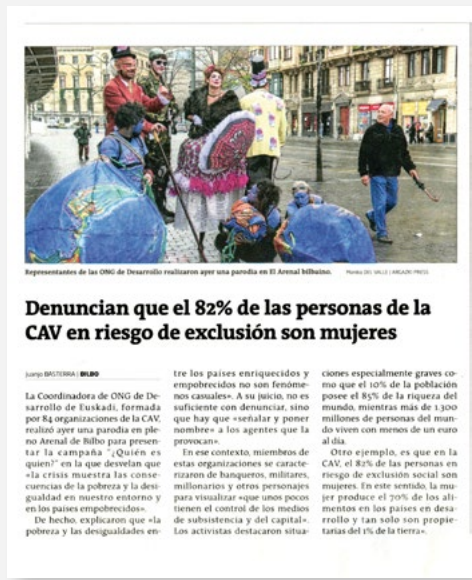 Representantes de las ONG de Desarrollo realizaron ayer una parodia en El Arenal bilbaino.
Monika DEL VALLE | ARGAZKI PRESS
Denuncian que el 82% de las personas de la
CAV en riesgo de exclusión son mujeres
Juanjo BASTERRA | BILBO
La Coordinadora de ONG de De-
sarrollo de Euskadi, formada
por 84 organizaciones de la CAV,
realizó ayer una parodia en ple-
no Arenal de Bilbo para presen-
tar la campaña "¿Quién es
quien?" en la que desvelan que
«la crisis muestra las conse-
cuencias de la pobreza y la desi-
gualdad en nuestro entorno y
en los países empobrecidos».
De hecho, explicaron que «la
pobreza y las desigualdades en-
tre los países enriquecidos y
empobrecidos no son fenóme-
nos casuales». A su juicio, no es
suficiente con denunciar, sino
que hay que «señalar y poner
nombre» a los agentes que la
provocan».
En ese contexto, miembros de
estas organizaciones se caracte-
rizaron de banqueros, militares,
millonarios y otros personajes
para visualizar «que unos pocos
tienen el control de los medios
de subsistencia y del capital».
Los activistas destacaron situa-
ciones especialmente graves co-
mo que el 10% de la población
posee el 85% de la riqueza del
mundo, mientras más de 1.300
millones de personas del mun-
do viven con menos de un euro
al día.
Otro ejemplo, es que en la
CAV, el 82% de las personas en
riesgo de exclusión social son
mujeres. En este sentido, la mu-
jer produce el 70% de los ali-
mentos en los países en desa-
rrollo y tan solo son propie-
tarias del 1% de la tierra».